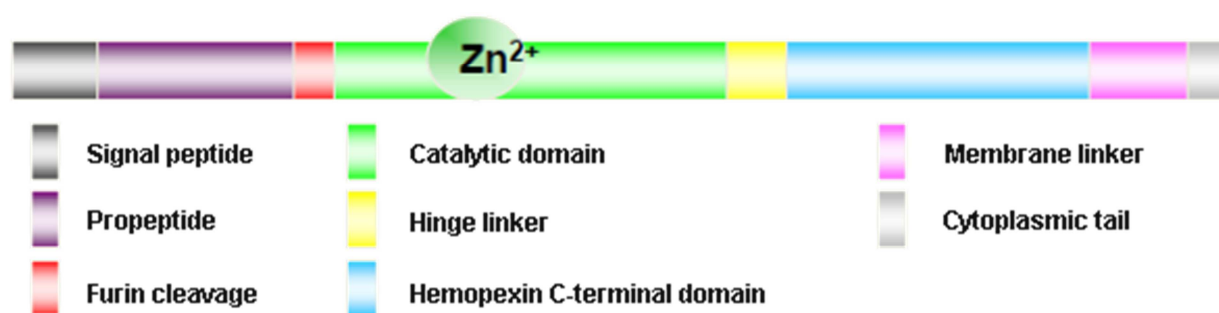 Zn2+
Signal peptide
Catalytic domain
Membrane linker
Propeptide
Hinge linker
Cytoplasmic tail
Furin cleavage
Hemopexin C-terminal domain